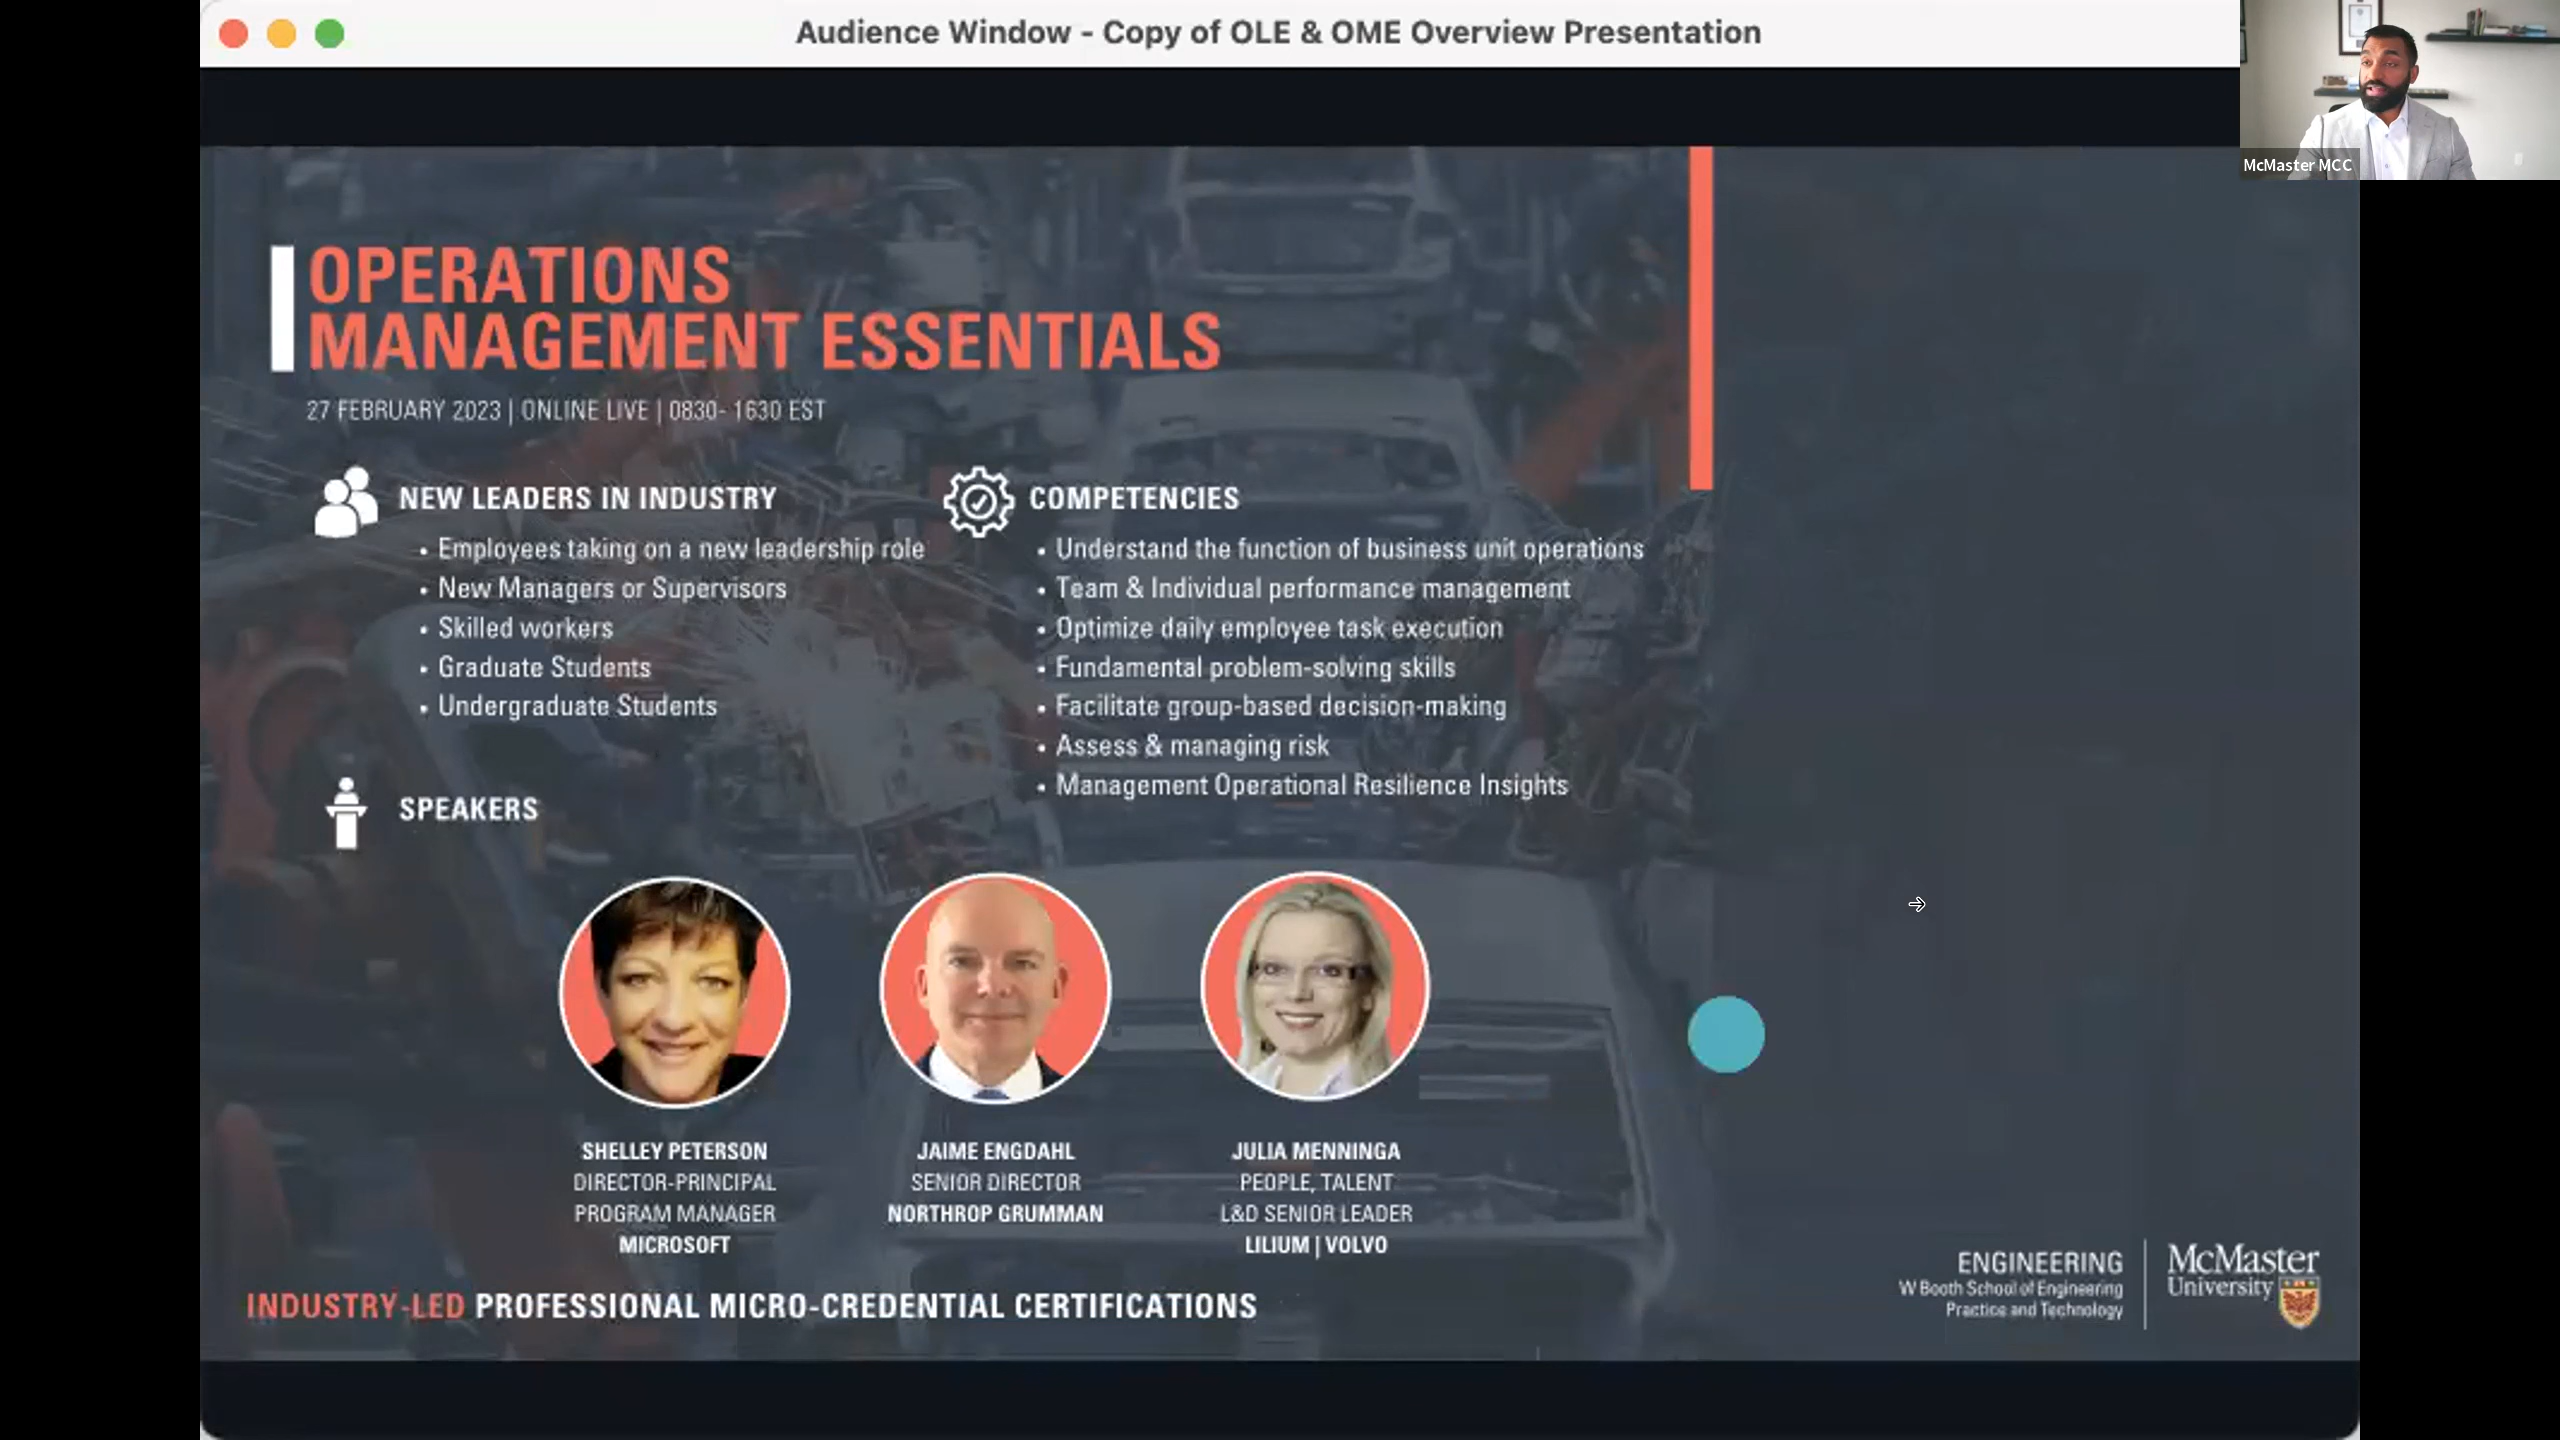 Audience Window - Copy of OLE & OME Overview Presentation
McMaster MCC
OPERATIONS
MANAGEMENT ESSENTIALS
27 FEBRUARY 2023 | ONLINE LIVE | 0830- 1630 EST
NEW LEADERS IN INDUSTRY
• Employees taking on a new leadership role
• New Managers or Supervisors
• Skilled workers
• Graduate Students
• Undergraduate Students
COMPETENCIES
• Understand the function of business unit operations
• Team & Individual performance management
• Optimize daily employee task execution
• Fundamental problem-solving skills
• Facilitate group-based decision-making
• Assess & managing risk
• Management Operational Resilience Insights
SPEAKERS
SHELLEY PETERSON
DIRECTOR-PRINCIPAL
PROGRAM MANAGER
MICROSOFT
JAIME ENGDAHL
SENIOR DIRECTOR
NORTHROP GRUMMAN
JULIA MENNINGA
PEOPLE, TALENT
L&D SENIOR LEADER
LILIUM | VOLVO
INDUSTRY-LED PROFESSIONAL MICRO-CREDENTIAL CERTIFICATIONS
ENGINEERING
W Booth School of Engineering
Practice and Technology
McMaster
University